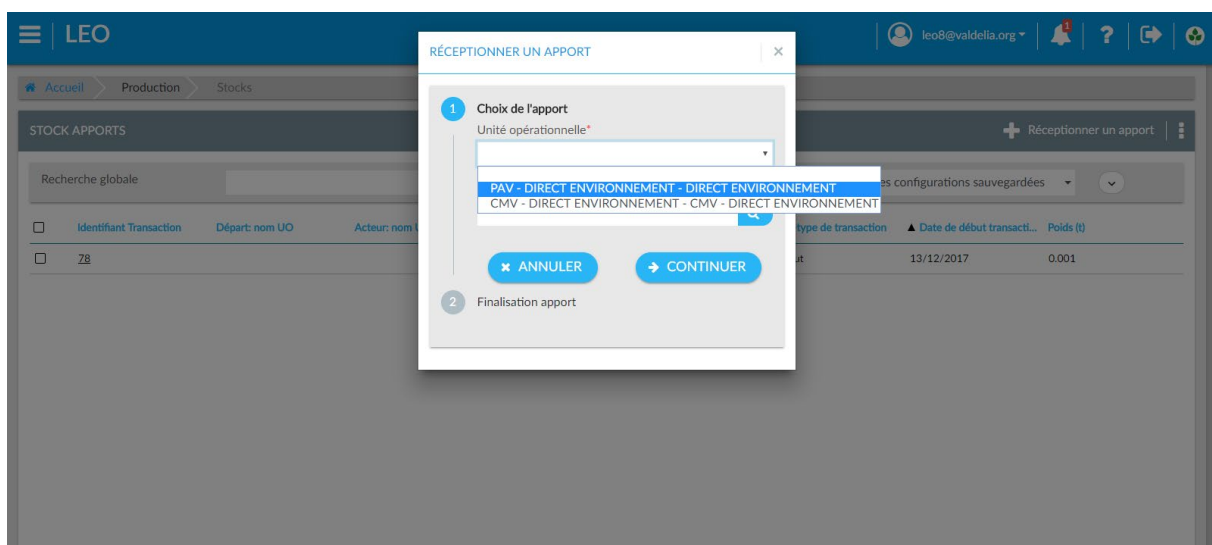 LEO
leo8@valdelia.org
1
?
RÉCEPTIONNER UN APPORT
×
Accueil
Production
Stocks
STOCK APPORTS
Réceptionner un apport
1
Choix de l'apport
Unité opérationnelle*
PAV - DIRECT ENVIRONNEMENT - DIRECT ENVIRONNEMENT
CMV - DIRECT ENVIRONNEMENT - CMV - DIRECT ENVIRONNEMENT
Recherche globale
configurations sauvegardées
Identifiant Transaction
Départ: nom UO
Acteur: nom
type de transaction
▲ Date de début transacti...
Poids (t)
78
13/12/2017
0.001
ANNULER
CONTINUER
2
Finalisation apport